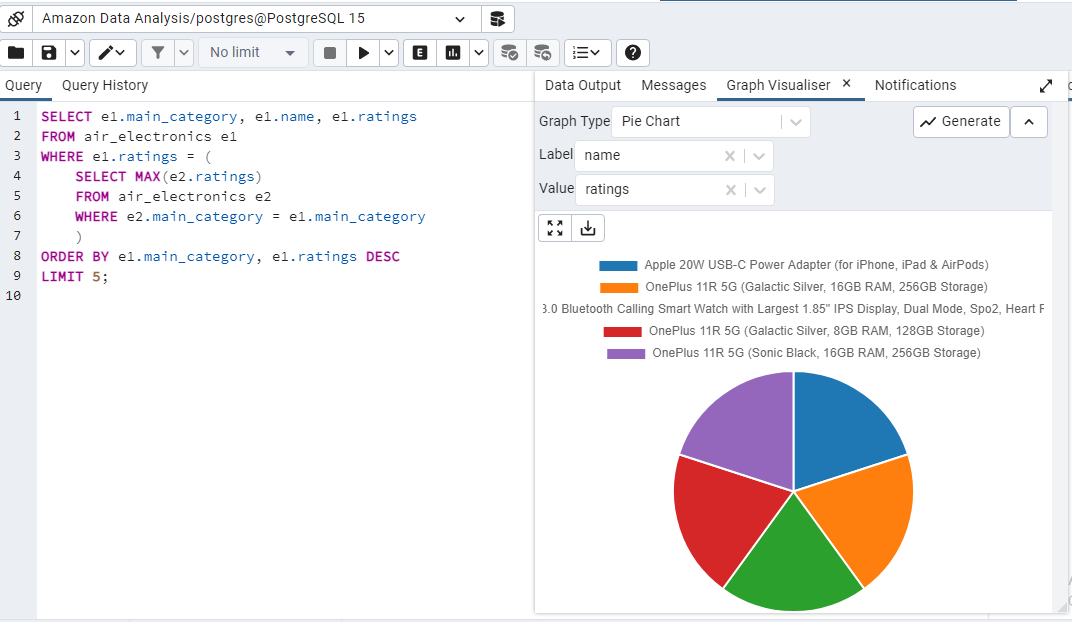 Amazon Data Analysis/postgres@PostgreSQL 15
No limit
E
Query Query History
Data Output Messages Graph Visualiser Notifications
1 SELECT e1.main_category, e1.name, e1.ratings
2 FROM air_electronics e1
3 WHERE e1.ratings = (
4 SELECT MAX(e2.ratings)
5 FROM air_electronics e2
6 WHERE e2.main_category = e1.main_category
7 )
8 ORDER BY e1.main_category, e1.ratings DESC
9 LIMIT 5;
10
Graph Type Pie Chart Generate
Label name
Value ratings
Apple 20W USB-C Power Adapter (for iPhone, iPad & AirPods)
OnePlus 11R 5G (Galactic Silver, 16GB RAM, 256GB Storage)
3.0 Bluetooth Calling Smart Watch with Largest 1.85" IPS Display, Dual Mode, Spo2, Heart
OnePlus 11R 5G (Galactic Silver, 8GB RAM, 128GB Storage)
OnePlus 11R 5G (Sonic Black, 16GB RAM, 256GB Storage)